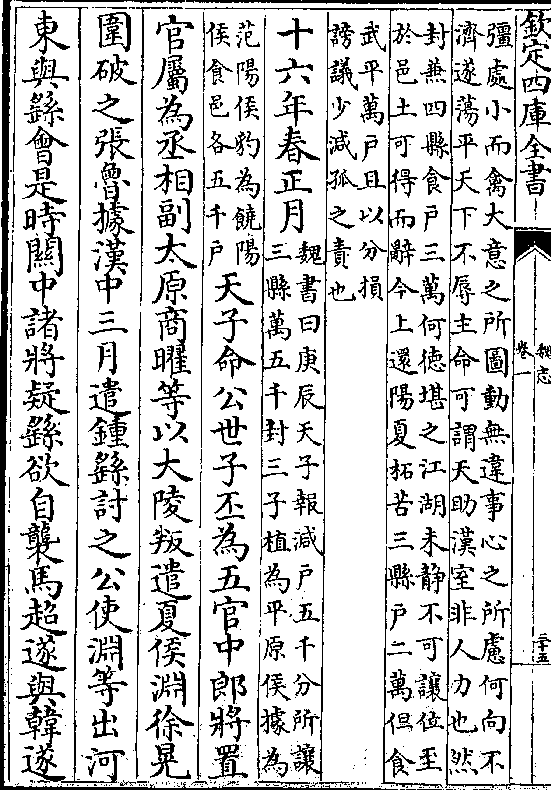 欽定四庫全書
魏志
卷一
二十五
彊處小而禽大意之所圖動無違事心之所慮何向不
濟遂蕩平天下不辱主命可謂天助漢室非人力也然
封兼四縣食戶三萬何德堪之江湖未靜不可讓位至
於邑土可得而辭今上還陽夏柘苦三縣戶二萬但食
武平萬戶且以分損
謗議少減孤之責也
十六年春正月
魏書曰庚辰天子報減戶五千分所讓
三縣萬五千封三子植為平原侯據為
范陽侯豹為饒陽
侯食邑各五千戶
天子命公世子丕為五官中郎將置
官屬為丞相副太原商曜等以大陵叛遣夏侯淵徐晃
圍破之張魯據漢中三月遣鍾繇討之公使淵等出河
東與繇會是時關中諸將疑繇欲自襲馬超遂與韓遂